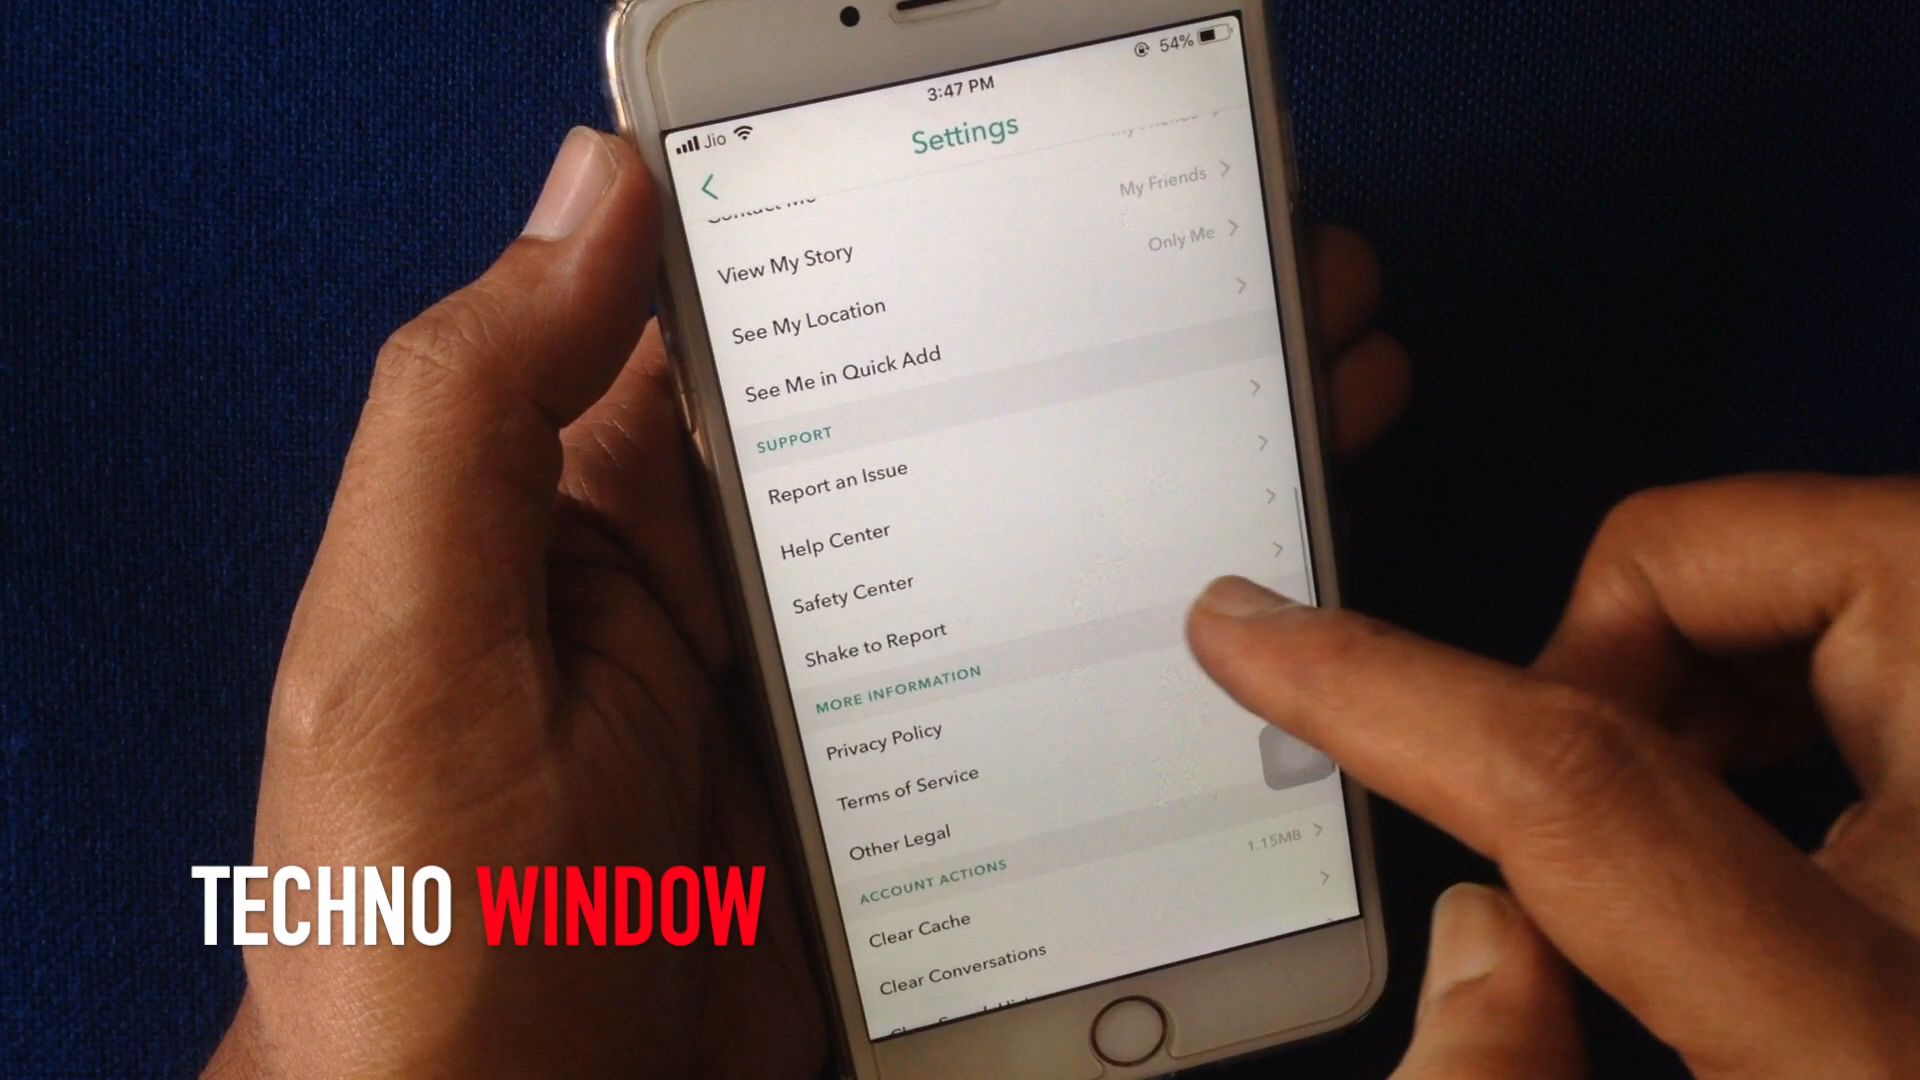 54%
3:47 PM
Jio
Settings
Contact Me
My Friends
View My Story
Only Me
See My Location
See Me in Quick Add
SUPPORT
Report an Issue
Help Center
Safety Center
Shake to Report
MORE INFORMATION
Privacy Policy
Terms of Service
Other Legal
ACCOUNT ACTIONS
1.15MB
Clear Cache
Clear Conversations
TECHNO WINDOW